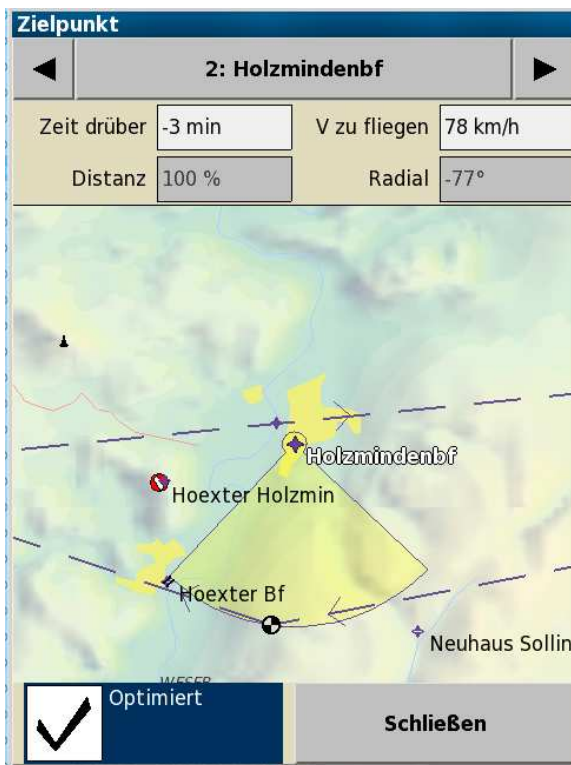 Zielpunkt
2: Holzmindenbf
Zeit drüber -3 min V zu fliegen 78 km/h
Distanz 100 % Radial -77°
Holzmindenbf
Hoexter Holzmin
Hoexter Bf
Neuhaus Sollin
WESER
Optimiert
Schließen